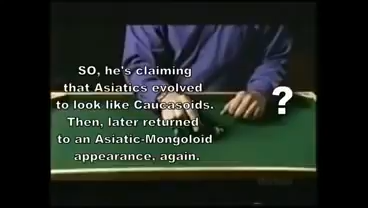 SO, he's claiming
that Asiatics evolved
to look like Caucasoids.
Then, later returned
to an Asiatic-Mongoloid
appearance, again.
?